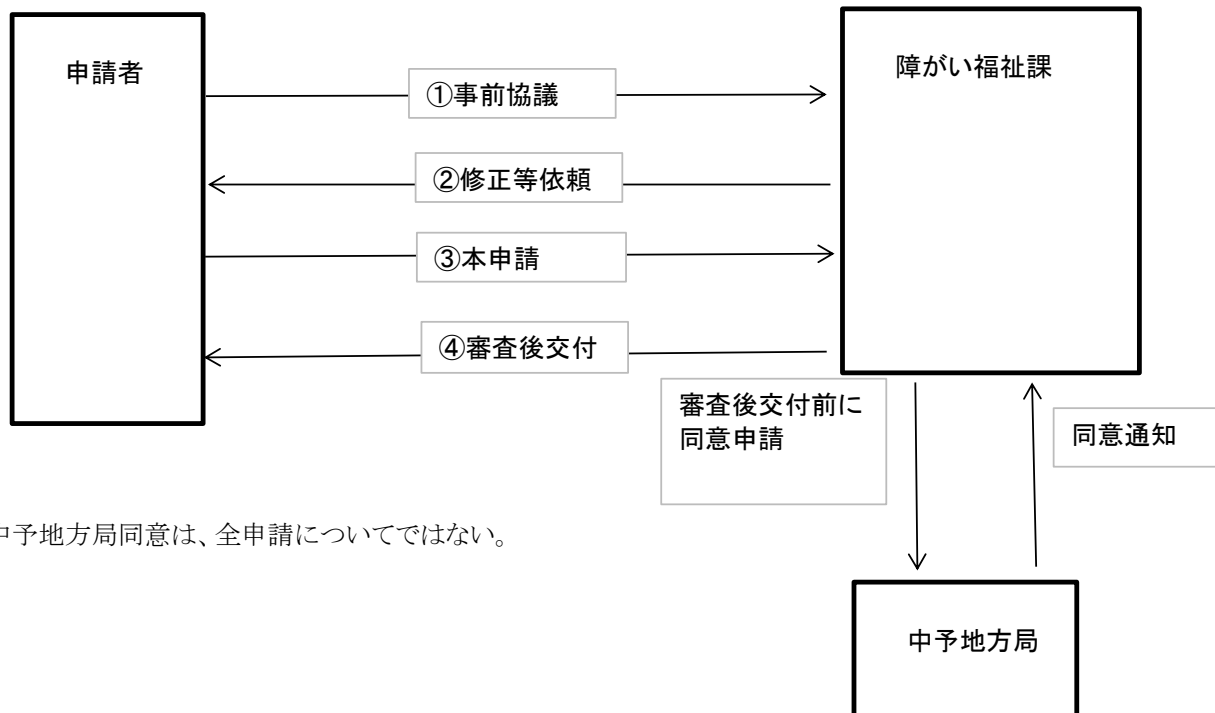 申請者
障がい福祉課
①事前協議
②修正等依頼
③本申請
④審査後交付
審査後交付前に
同意申請
同意通知
中予地方局同意は、全申請についてではない。
中予地方局